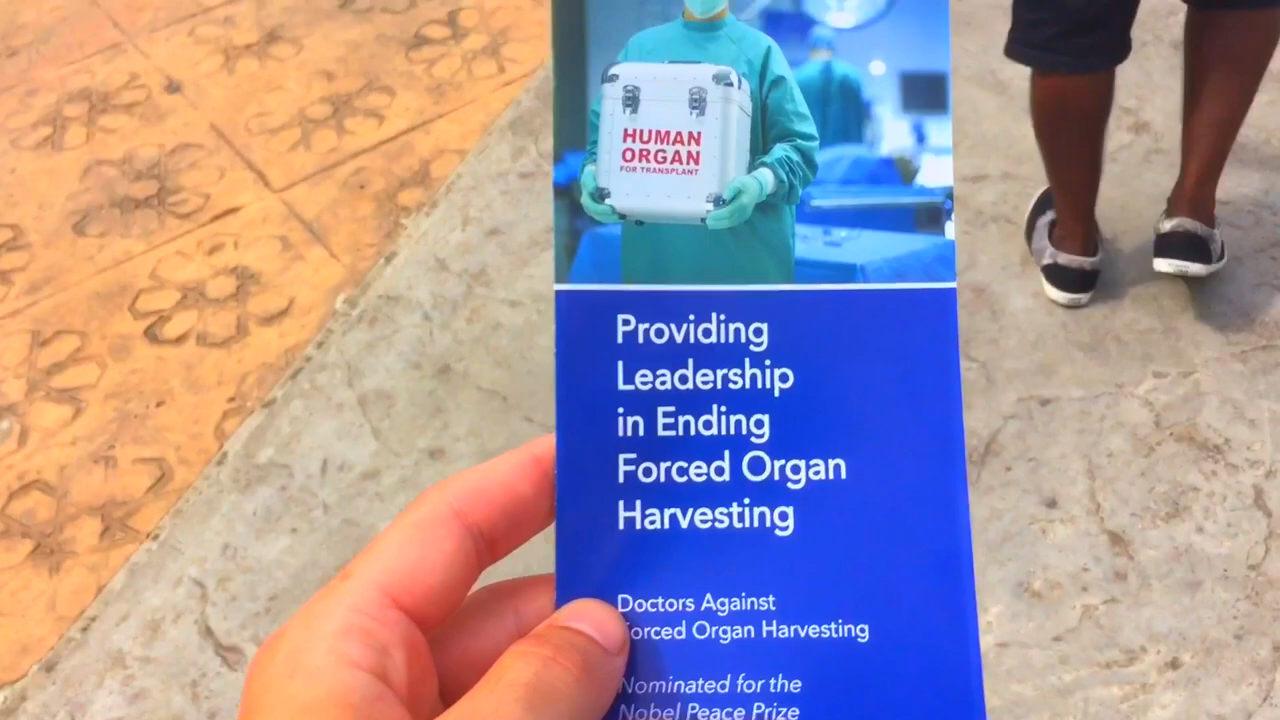 HUMAN
ORGAN
FOR TRANSPLANT
Providing
Leadership
in Ending
Forced Organ
Harvesting
Doctors Against
Forced Organ Harvesting
Nominated for the
Nobel Peace Prize